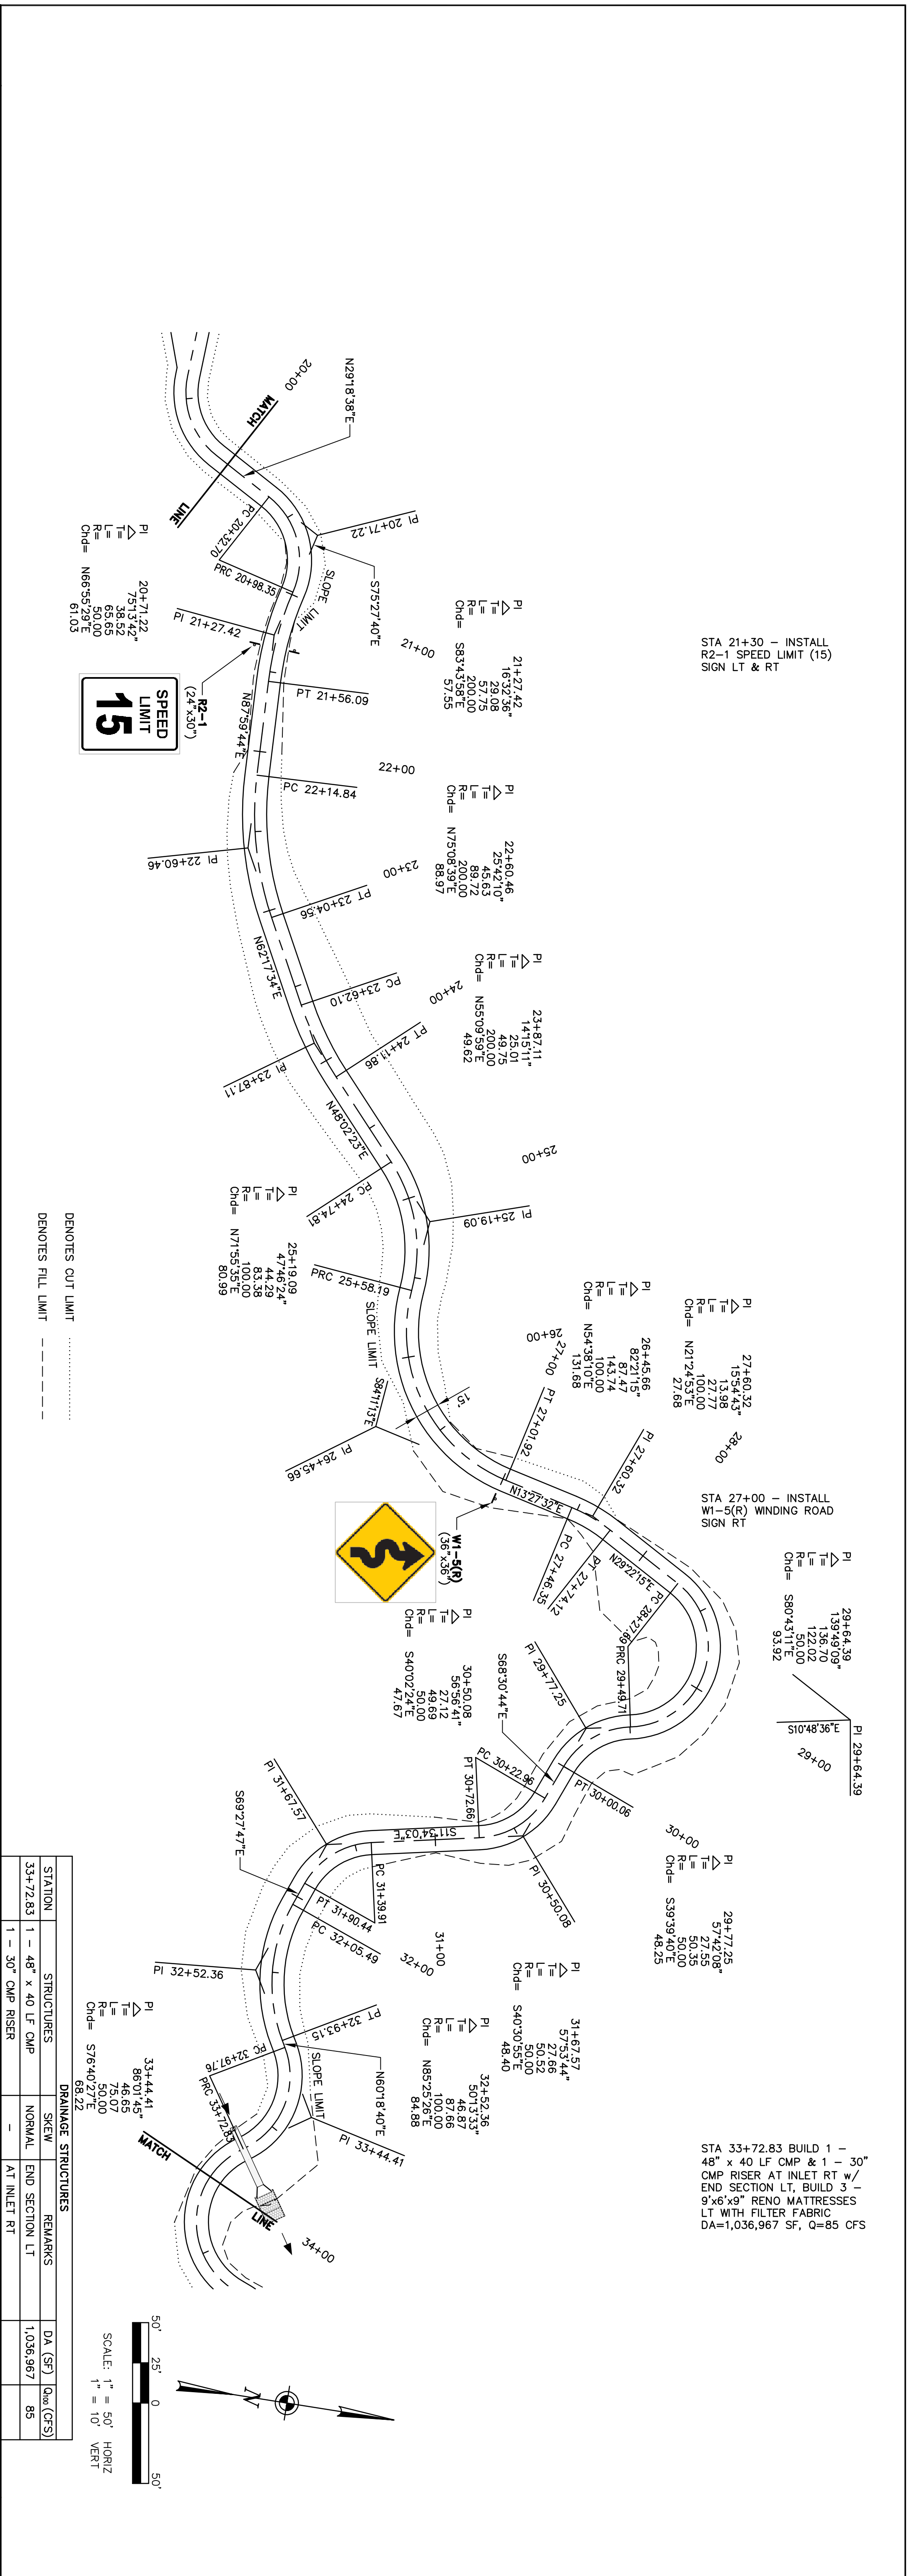 STA 21+30 – INSTALL
R2–1 SPEED LIMIT (15)
SIGN LT & RT
STA 27+00 – INSTALL
W1–5(R) WINDING ROAD
SIGN RT
STA 33+72.83 BUILD 1 –
48" x 40 LF CMP & 1 – 30"
CMP RISER AT INLET RT w/
END SECTION LT, BUILD 3 –
9'x6'x9" RENO MATTRESSES
LT WITH FILTER FABRIC
DA=1,036,967 SF, Q=85 CFS
N29°18'38"E
20+00
MATCH
LINE
PC 20+32.70
PRC 20+98.35
PI 20+71.22
S75°27'40"E
SLOPE LIMIT
PI 21+27.42
21+00
PT 21+56.09
N87°59'44"E
22+00
PC 22+14.84
PI 22+60.46
23+00
PT 23+04.56
N62°17'34"E
PC 23+62.10
24+00
PT 24+11.86
PI 23+87.11
N48°02'23"E
PC 24+74.81
25+00
PI 25+19.09
PRC 25+58.19
SLOPE LIMIT
26+00
S84°11'13"E
PI 26+45.66
15'
27+00
PT 27+01.92
N13°27'32"E
PC 27+46.35
PI 27+60.32
PT 27+74.12
28+00
N29°22'15"E
PC 28+27.69
PRC 29+49.71
S10°48'36"E
PI 29+64.39
29+00
PI 29+77.25
S68°30'44"E
PT 30+00.06
30+00
PC 30+22.96
PI 30+50.08
PT 30+72.66
S11°34'03"E
31+00
PC 31+39.91
PI 31+67.57
S69°27'47"E
PT 31+90.44
PC 32+05.49
32+00
PI 32+52.36
PT 32+93.15
PC 32+97.76
N60°18'40"E
SLOPE LIMIT
PI 33+44.41
PRC 33+72.83
MATCH
LINE
34+00
PI 20+71.22
△ 75°13'42"
T= 38.52
L= 65.65
R= 50.00
Chd= N66°55'29"E
61.03
R2–1
(24"x30")
SPEED
LIMIT
15
PI 21+27.42
△ 16°32'36"
T= 29.08
L= 57.75
R= 200.00
Chd= S83°43'58"E
57.55
PI 22+60.46
△ 25°42'10"
T= 45.63
L= 89.72
R= 200.00
Chd= N75°08'39"E
88.97
PI 23+87.11
△ 14°15'11"
T= 25.01
L= 49.75
R= 200.00
Chd= N55°09'59"E
49.62
PI 25+19.09
△ 47°46'24"
T= 44.29
L= 83.38
R= 100.00
Chd= N71°55'35"E
80.99
PI 26+45.66
△ 82°21'15"
T= 87.47
L= 143.74
R= 100.00
Chd= N54°38'10"E
131.68
PI 27+60.32
△ 15°54'43"
T= 13.98
L= 27.77
R= 100.00
Chd= N21°24'53"E
27.68
W1–5(R)
(36"x36")
PI 29+64.39
△ 139°49'09"
T= 136.70
L= 122.02
R= 50.00
Chd= S80°43'11"E
93.92
PI 30+50.08
△ 56°56'41"
T= 27.12
L= 49.69
R= 50.00
Chd= S40°02'24"E
47.67
PI 29+77.25
△ 57°42'08"
T= 27.55
L= 50.35
R= 50.00
Chd= S39°39'40"E
48.25
PI 31+67.57
△ 57°53'44"
T= 27.66
L= 50.52
R= 50.00
Chd= S40°30'55"E
48.40
PI 32+52.36
△ 50°13'33"
T= 46.87
L= 87.66
R= 100.00
Chd= N85°25'26"E
84.88
PI 33+44.41
△ 86°01'45"
T= 46.65
L= 75.07
R= 50.00
Chd= S76°40'27"E
68.22
DENOTES CUT LIMIT
DENOTES FILL LIMIT
DRAINAGE STRUCTURES
STATION STRUCTURES SKEW REMARKS DA (SF) Q100 (CFS)
33+72.83 1 – 48" x 40 LF CMP NORMAL END SECTION LT 1,036,967 85
1 – 30" CMP RISER – AT INLET RT
50' 25' 0 50'
SCALE: 1" = 50' HORIZ
1" = 10' VERT
N